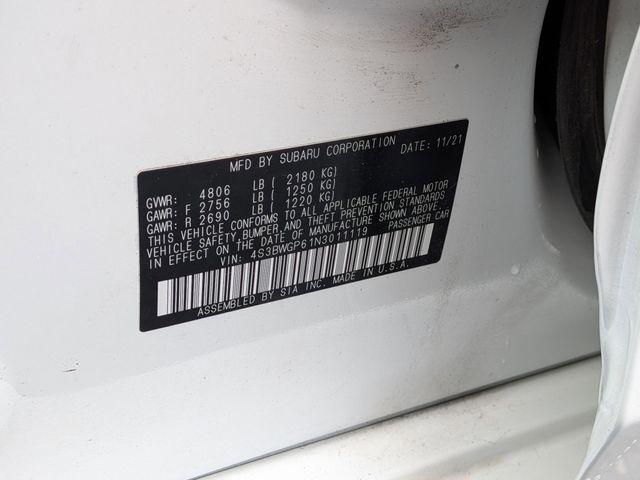 MFD BY SUBARU CORPORATION DATE: 11/21
GVWR: 4806 LB ( 2180 KG)
GAWR: F 2756 LB ( 1250 KG)
GAWR: R 2690 LB ( 1220 KG)
THIS VEHICLE CONFORMS TO ALL APPLICABLE FEDERAL MOTOR
VEHICLE SAFETY,BUMPER,AND THEFT PREVENTION STANDARDS
IN EFFECT ON THE DATE OF MANUFACTURE SHOWN ABOVE.
VIN: 4S3BWGP61N3011119 PASSENGER CAR
ASSEMBLED BY SIA INC. MADE IN U.S.A.